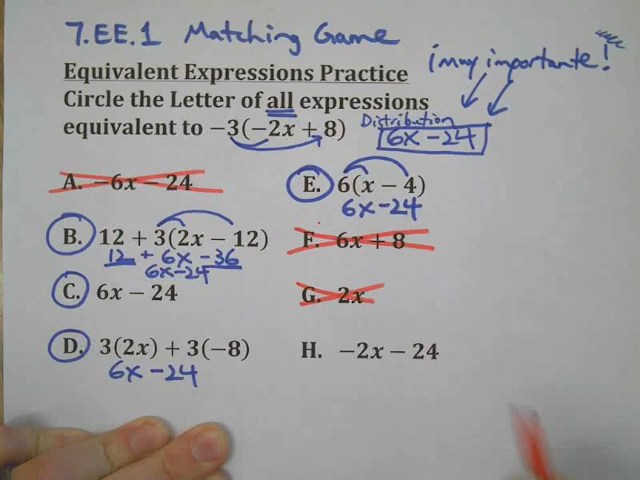 7.EE.1 Matching Game
¡muy importante!
Equivalent Expressions Practice
Circle the Letter of all expressions
equivalent to −3(−2x + 8)
Distribution
6x − 24
A. −6x − 24
E. 6(x − 4)
6x − 24
B. 12 + 3(2x − 12)
12 + 6x − 36
6x − 24
F. 6x + 8
C. 6x − 24
G. 2x
D. 3(2x) + 3(−8)
6x − 24
H. −2x − 24